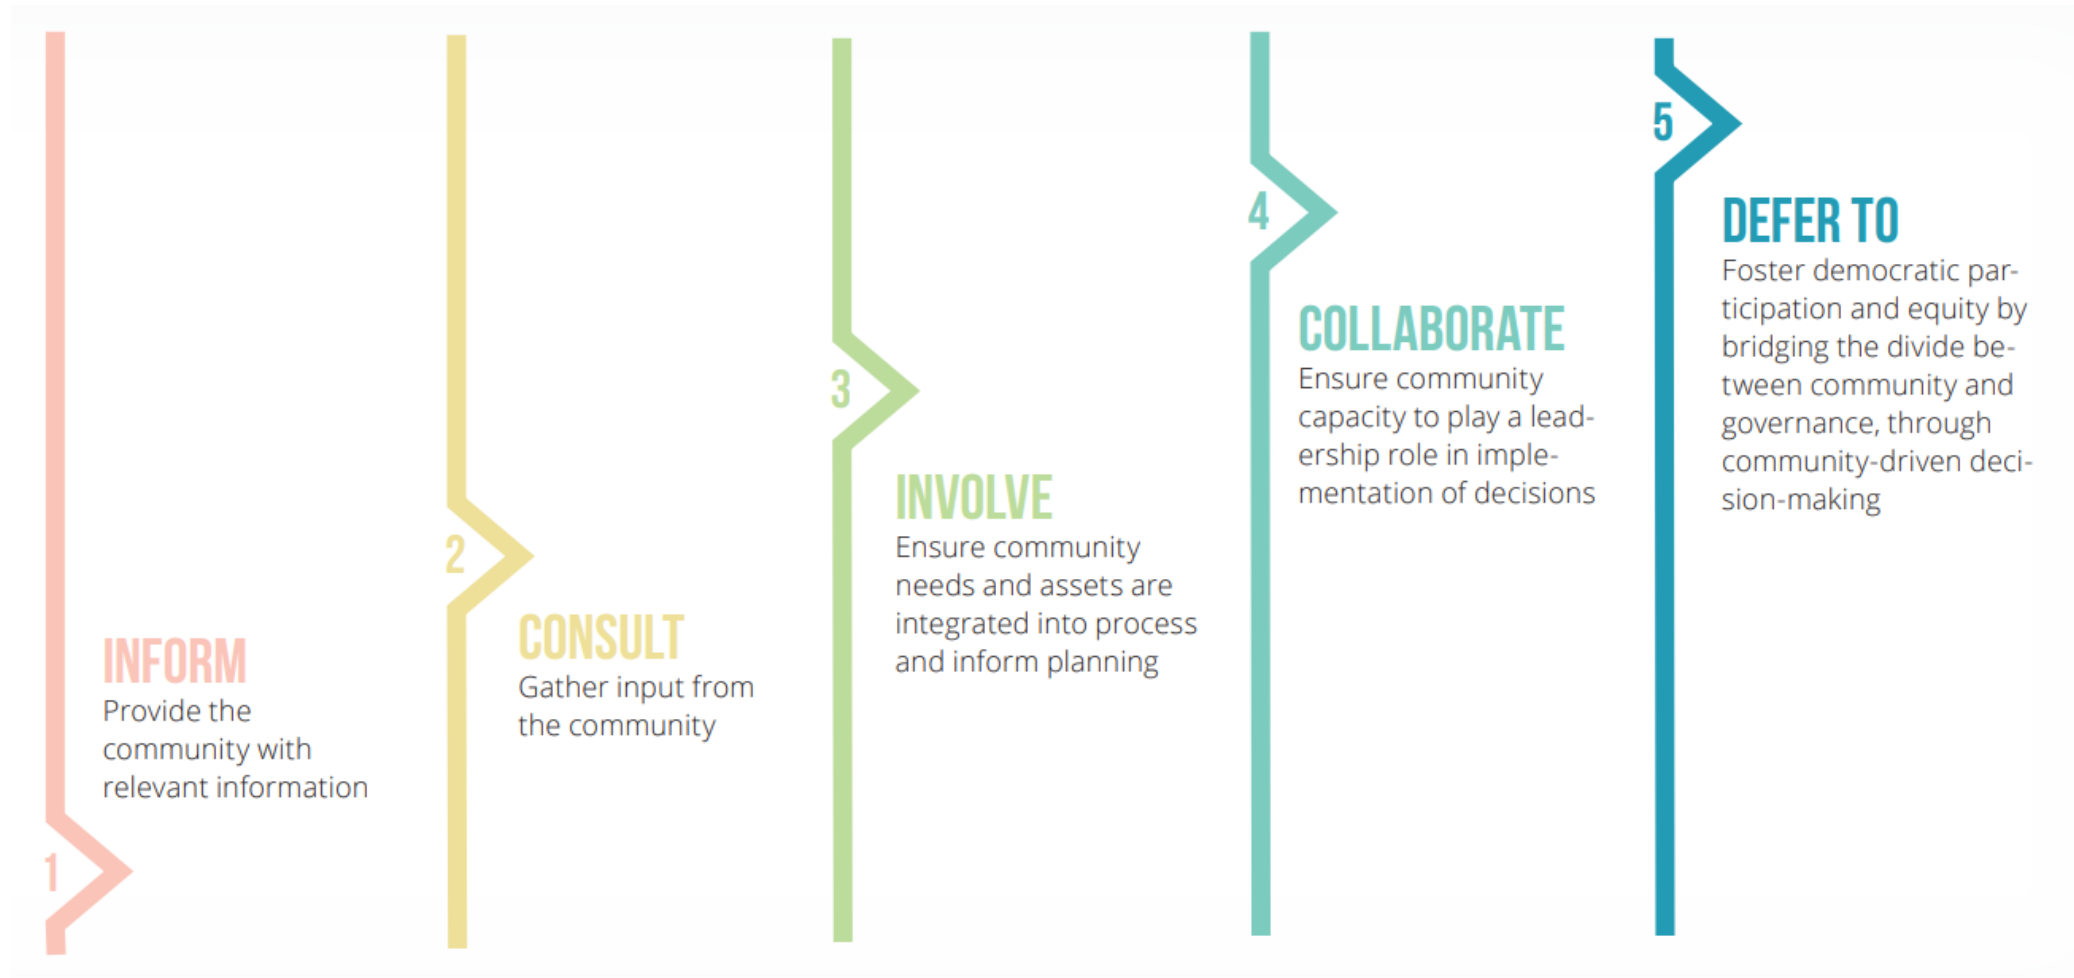 1
INFORM
Provide the
community with
relevant information
2
CONSULT
Gather input from
the community
3
INVOLVE
Ensure community
needs and assets are
integrated into process
and inform planning
4
COLLABORATE
Ensure community
capacity to play a lead-
ership role in imple-
mentation of decisions
5
DEFER TO
Foster democratic par-
ticipation and equity by
bridging the divide be-
tween community and
governance, through
community-driven deci-
sion-making